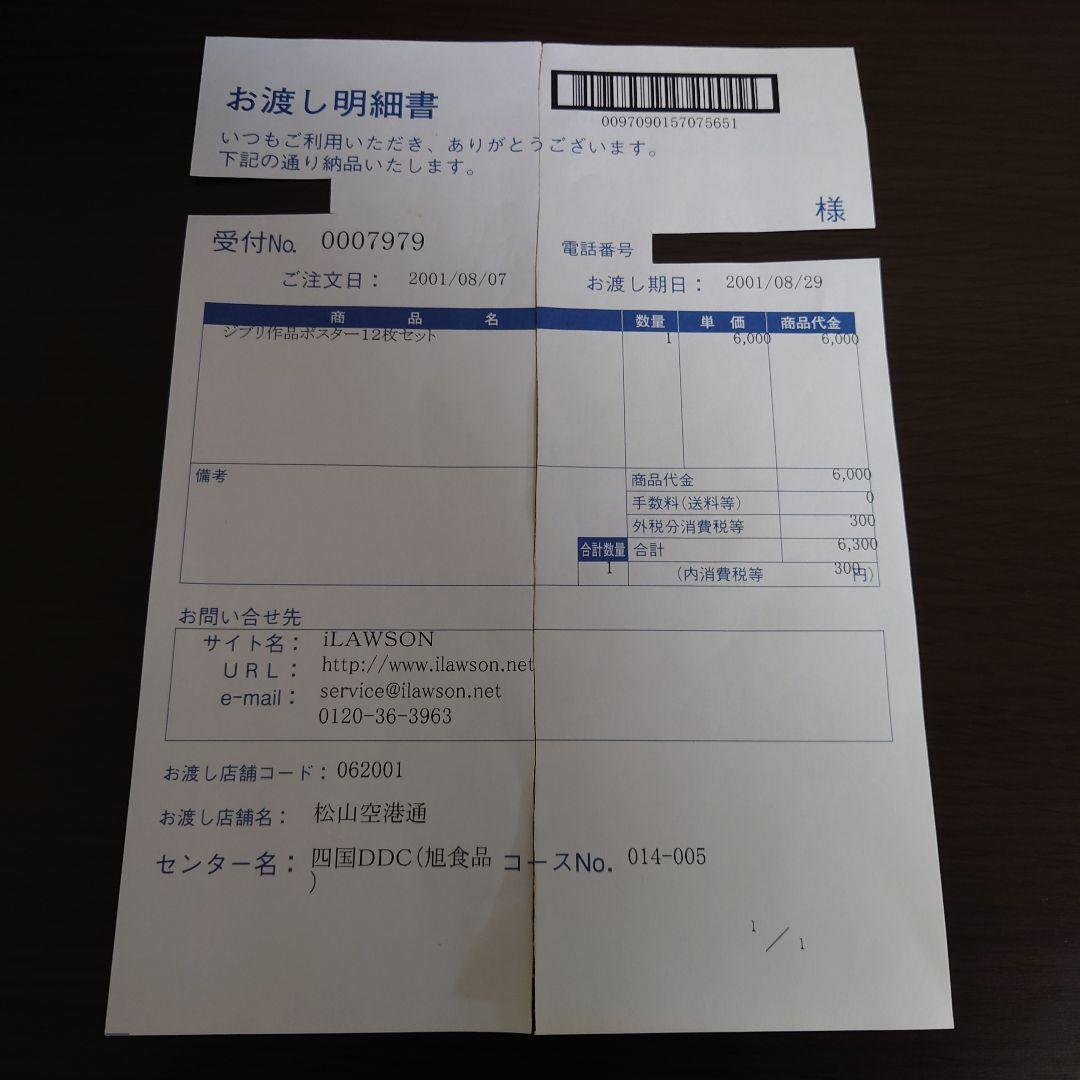 お渡し明細書
0097090157075651
いつもご利用いただき、ありがとうございます。
下記の通り納品いたします。
様
受付No. 0007979 電話番号
ご注文日: 2001/08/07 お渡し期日: 2001/08/29
商品名 数量 単価 商品代金
ジブリ作品ポスター12枚セット 1 6,000 6,000
備考 商品代金 6,000
手数料(送料等) 0
外税分消費税等 300
合計数量 合計 6,300
1 (内消費税等 300円)
お問い合せ先
サイト名: iLAWSON
URL: http://www.ilawson.net
e-mail: service@ilawson.net
0120-36-3963
お渡し店舗コード: 062001
お渡し店舗名: 松山空港通
センター名: 四国DDC(旭食品 コースNo. 014-005
)
1/1